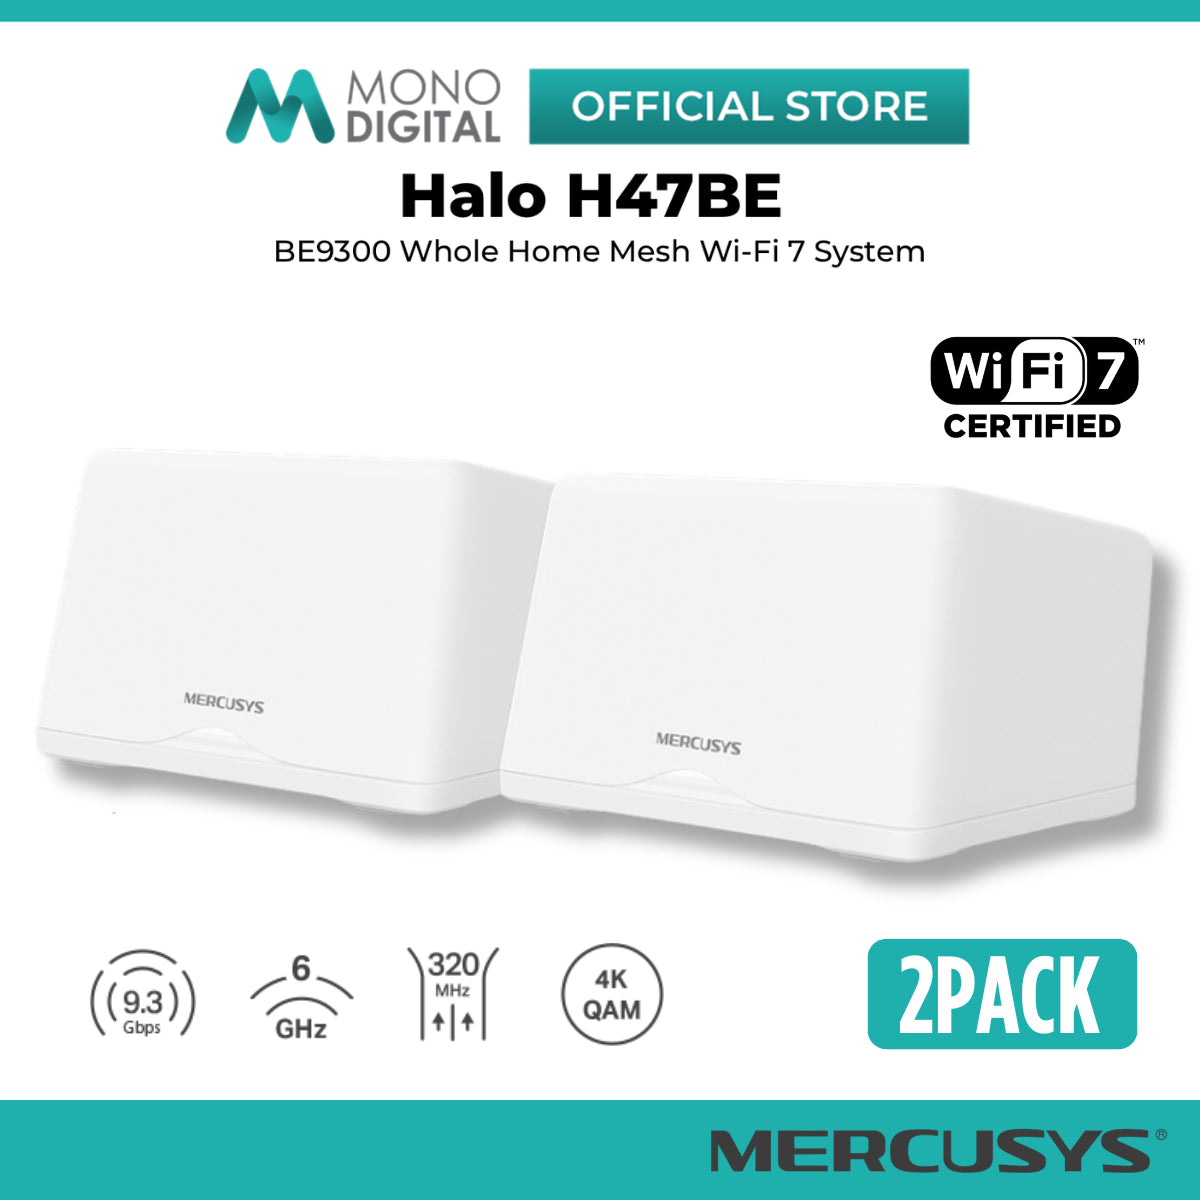 MONO
DIGITAL
OFFICIAL STORE
Halo H47BE
BE9300 Whole Home Mesh Wi-Fi 7 System
Wi Fi 7™
CERTIFIED
MERCUSYS
MERCUSYS
9.3
Gbps
6
GHz
320
MHz
4K
QAM
2PACK
MERCUSYS®